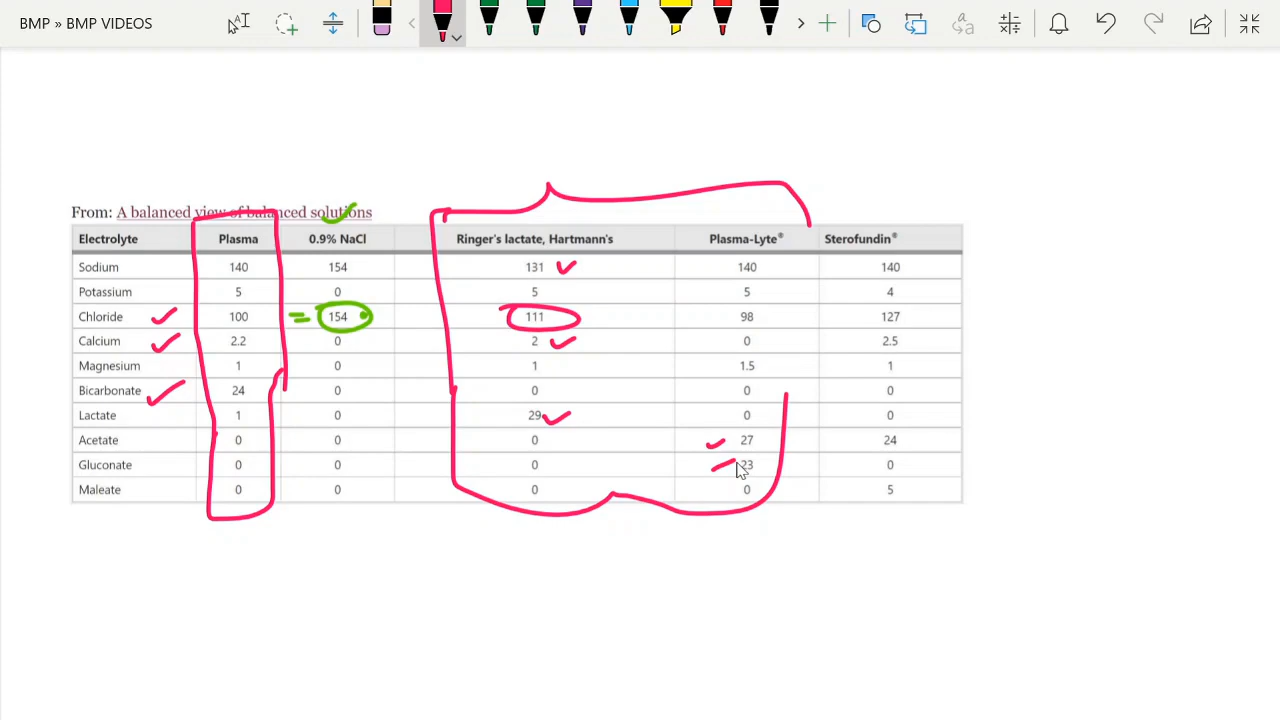 BMP » BMP VIDEOS
From: A balanced view of balanced solutions
Electrolyte Plasma 0.9% NaCl Ringer's lactate, Hartmann's Plasma-Lyte® Sterofundin®
Sodium 140 154 131 140 140
Potassium 5 0 5 5 4
Chloride 100 154 111 98 127
Calcium 2.2 0 2 0 2.5
Magnesium 1 0 1 1.5 1
Bicarbonate 24 0 0 0 0
Lactate 1 0 29 0 0
Acetate 0 0 0 27 24
Gluconate 0 0 0 23 0
Maleate 0 0 0 0 5